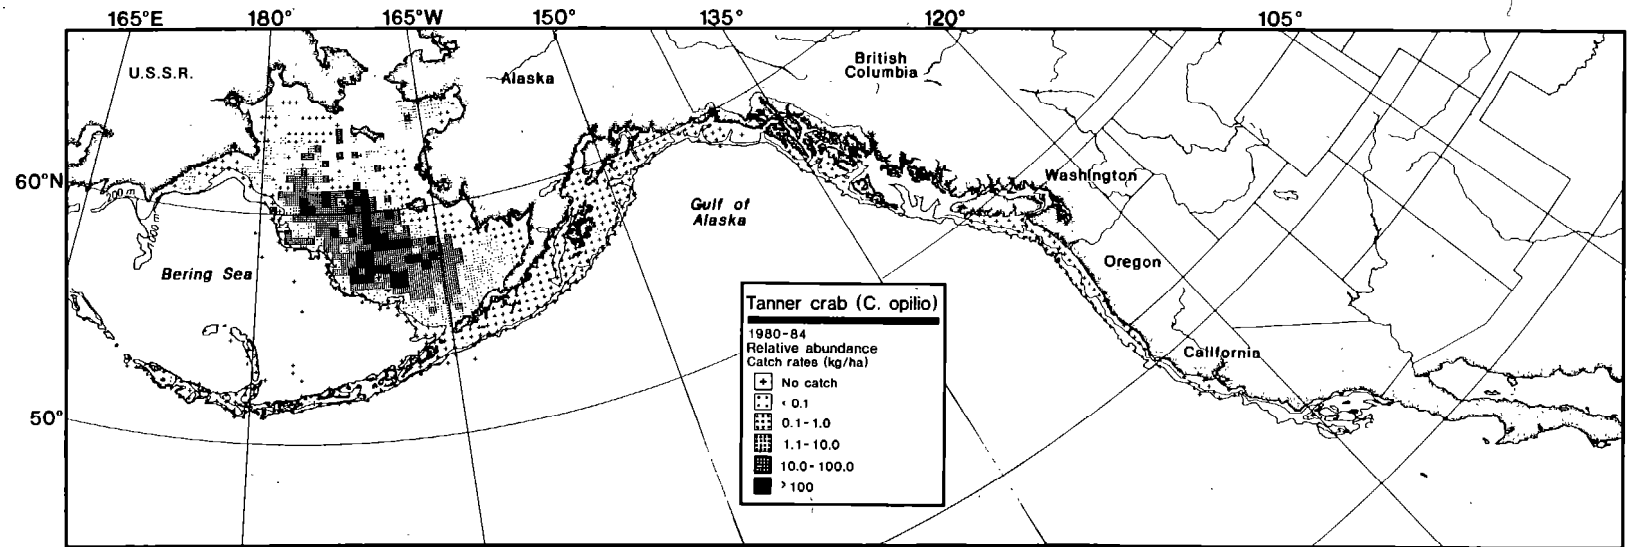 165°E 180° 165°W 150° 135° 120° 105°
U.S.S.R.
Alaska
British
Columbia
60°N
Washington
Gulf of
Alaska
Bering Sea
Oregon
Tanner crab (C. opilio)
1980-84
Relative abundance
Catch rates (kg/ha)
No catch
< 0.1
0.1-1.0
1.1-10.0
10.0-100.0
>100
California
50°